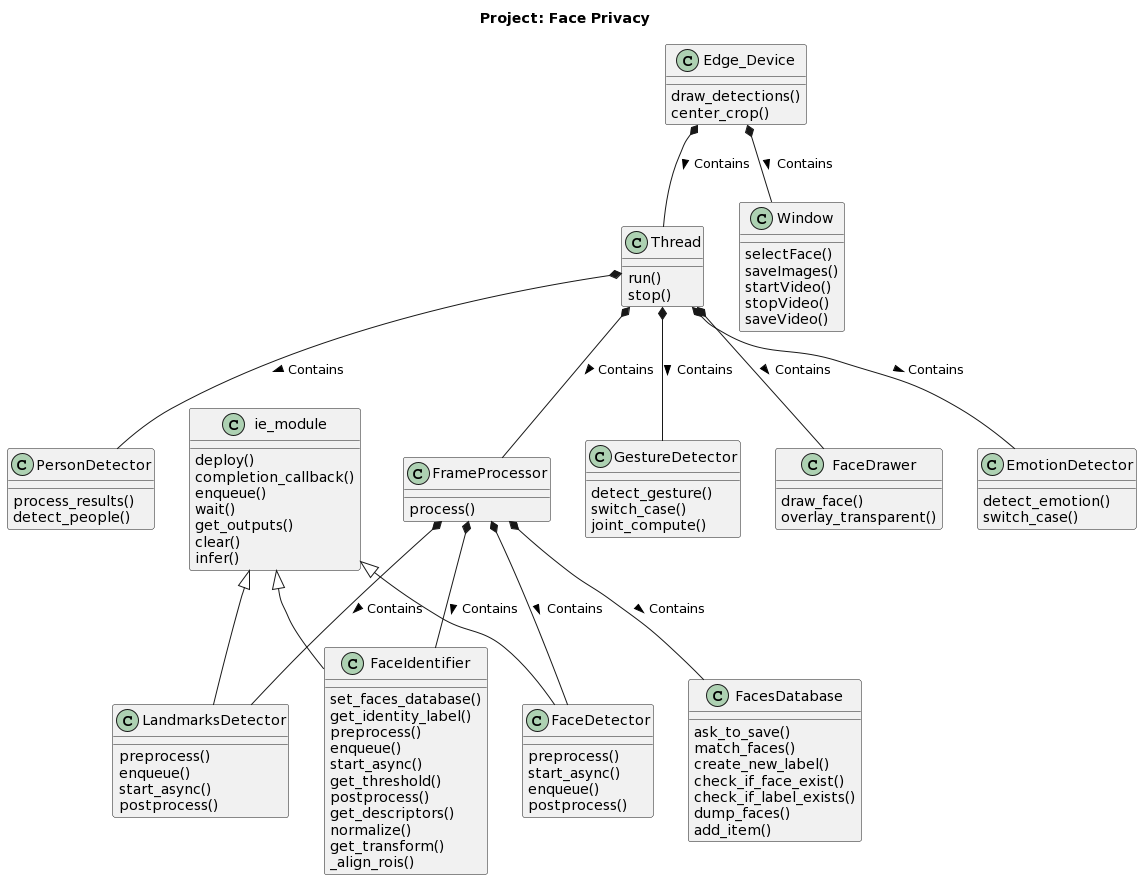 Project: Face Privacy
C Edge_Device
draw_detections()
center_crop()
Contains
Contains
C Thread
run()
stop()
C Window
selectFace()
saveImages()
startVideo()
stopVideo()
saveVideo()
Contains
Contains
Contains
Contains
Contains
C PersonDetector
process_results()
detect_people()
C ie_module
deploy()
completion_callback()
enqueue()
wait()
get_outputs()
clear()
infer()
C FrameProcessor
process()
C GestureDetector
detect_gesture()
switch_case()
joint_compute()
C FaceDrawer
draw_face()
overlay_transparent()
C EmotionDetector
detect_emotion()
switch_case()
Contains
Contains
Contains
Contains
C LandmarksDetector
preprocess()
enqueue()
start_async()
postprocess()
C FaceIdentifier
set_faces_database()
get_identity_label()
preprocess()
enqueue()
start_async()
get_threshold()
postprocess()
get_descriptors()
normalize()
get_transform()
_align_rois()
C FaceDetector
preprocess()
start_async()
enqueue()
postprocess()
C FacesDatabase
ask_to_save()
match_faces()
create_new_label()
check_if_face_exist()
check_if_label_exists()
dump_faces()
add_item()